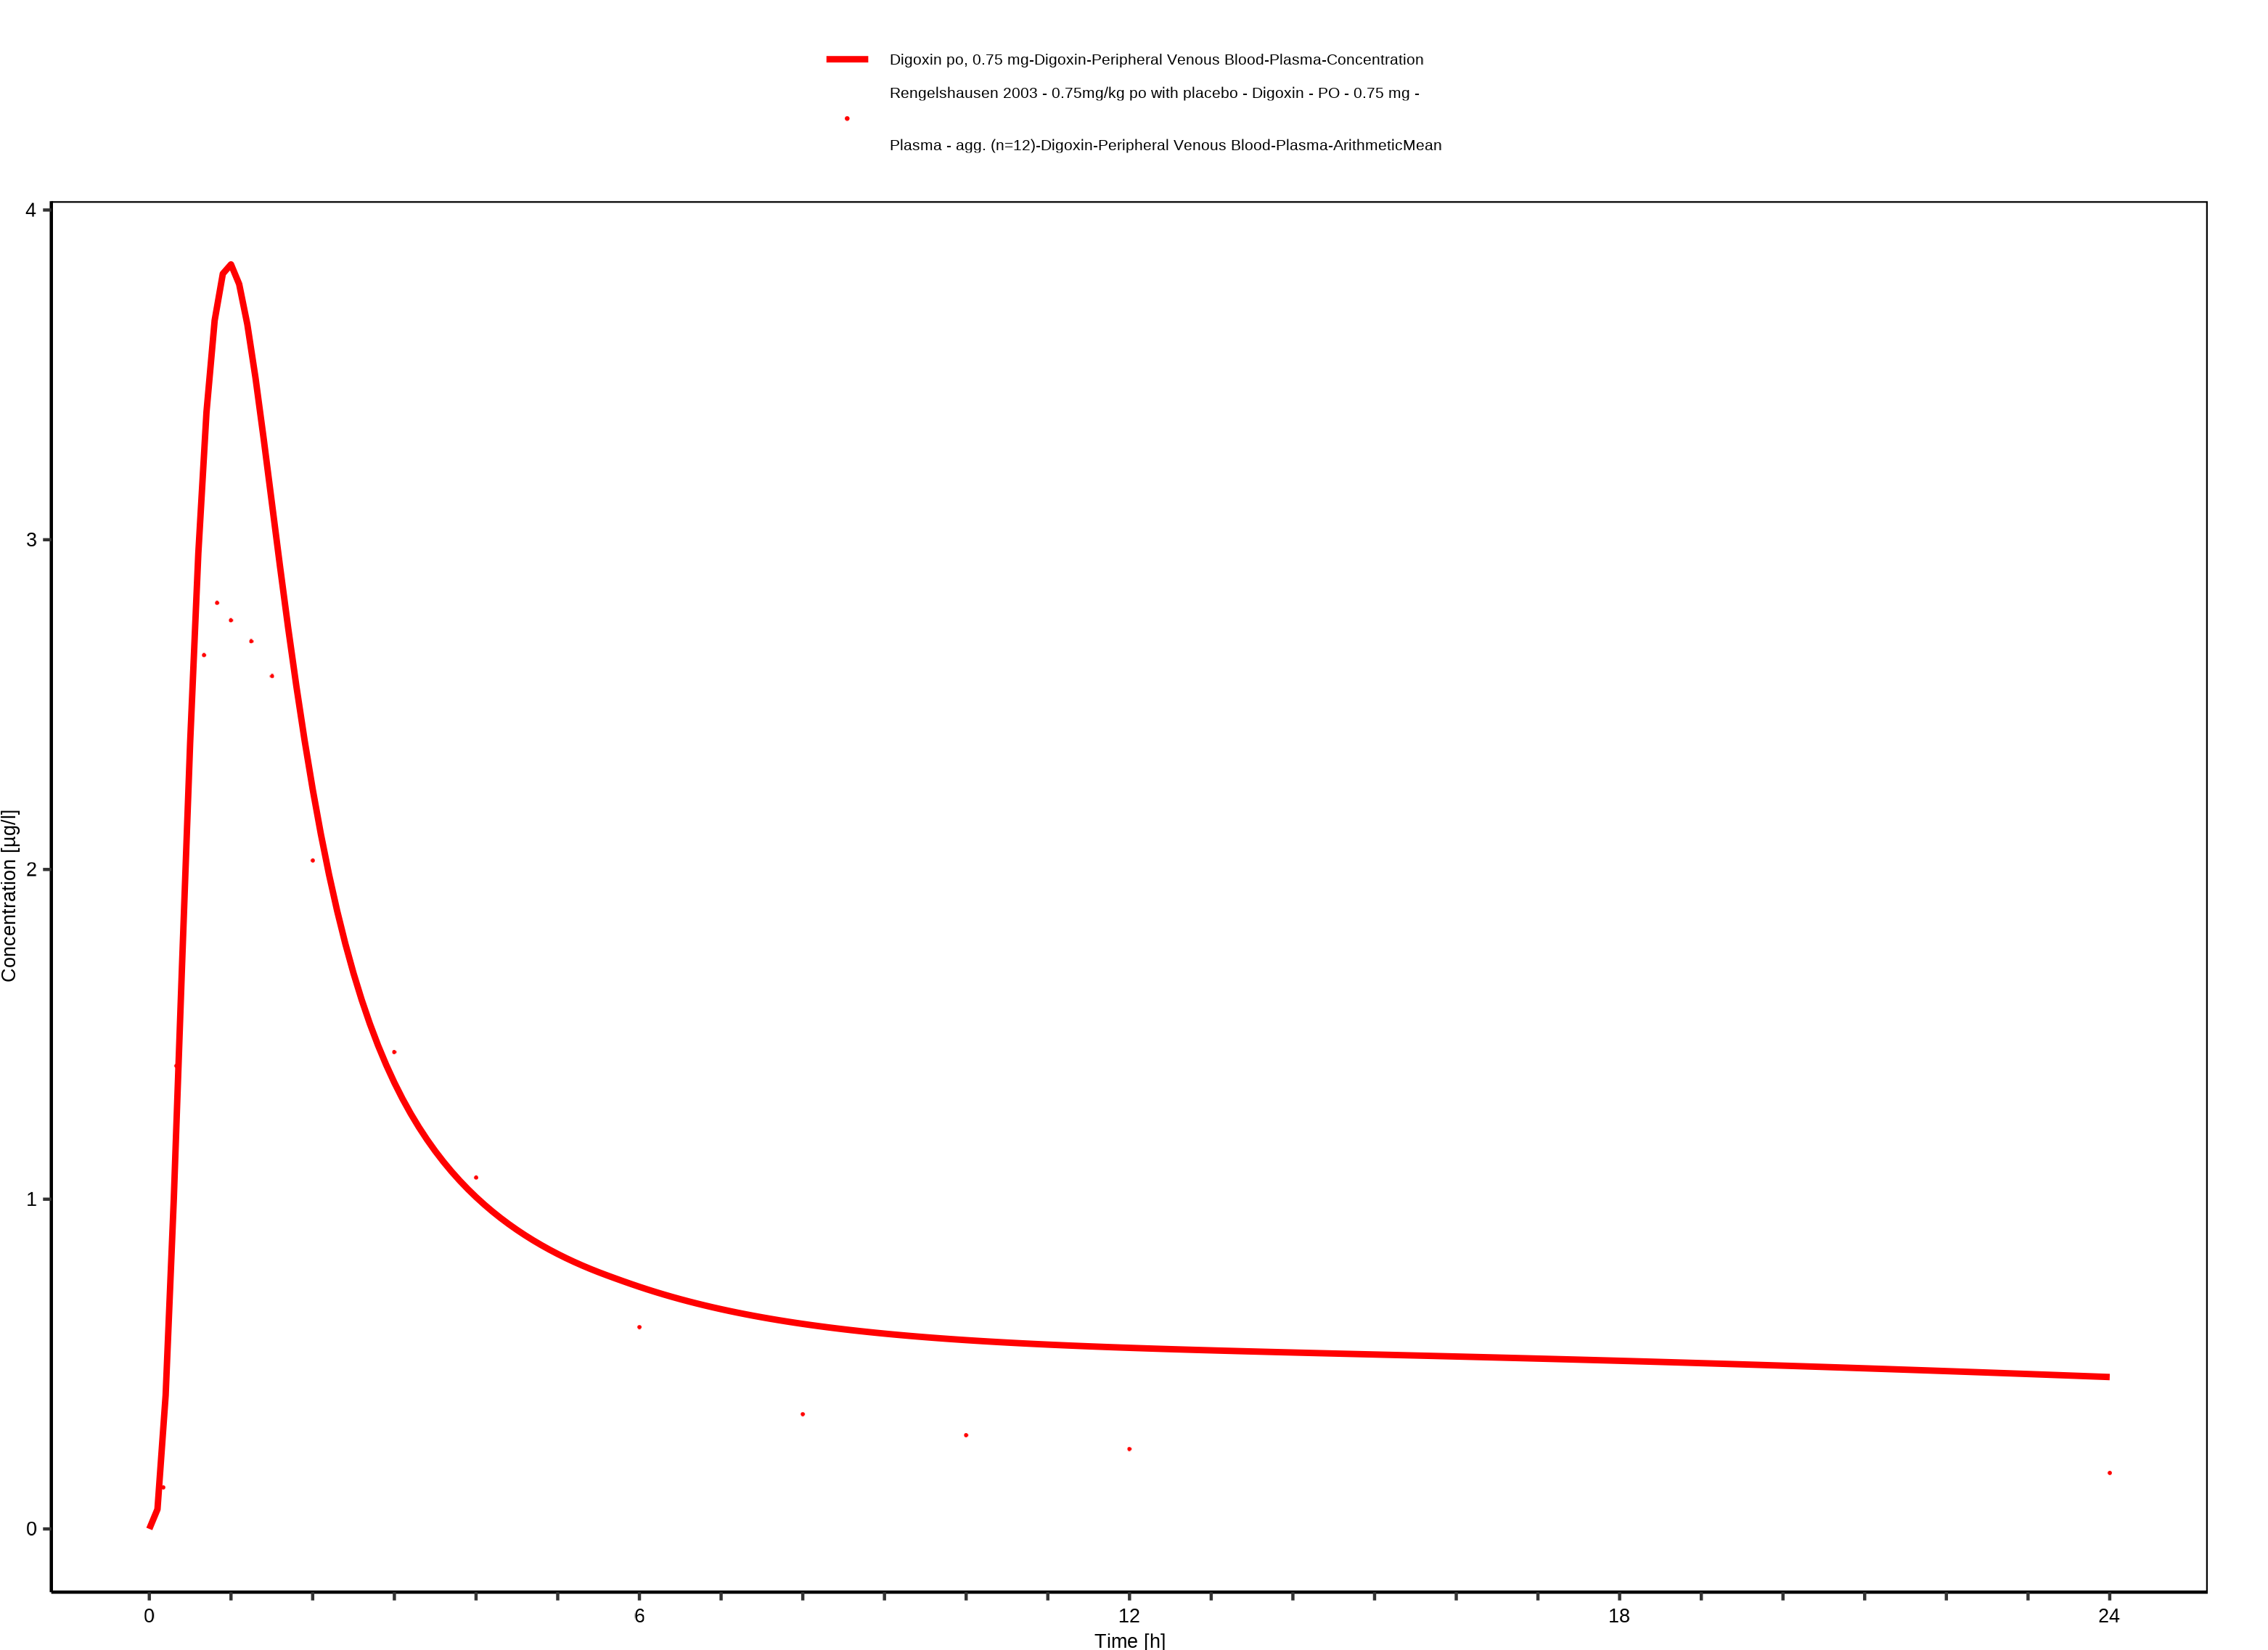 Digoxin po, 0.75 mg-Digoxin-Peripheral Venous Blood-Plasma-Concentration
Rengelshausen 2003 - 0.75mg/kg po with placebo - Digoxin - PO - 0.75 mg -
Plasma - agg. (n=12)-Digoxin-Peripheral Venous Blood-Plasma-ArithmeticMean
4
3
2
1
0
Concentration [µg/l]
0 6 12 18 24
Time [h]